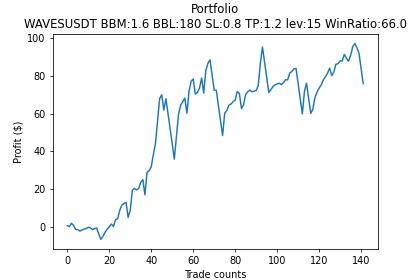 Portfolio
WAVESUSDT BBM:1.6 BBL:180 SL:0.8 TP:1.2 lev:15 WinRatio:66.0
100
80
60
40
20
0
Profit ($)
0 20 40 60 80 100 120 140
Trade counts